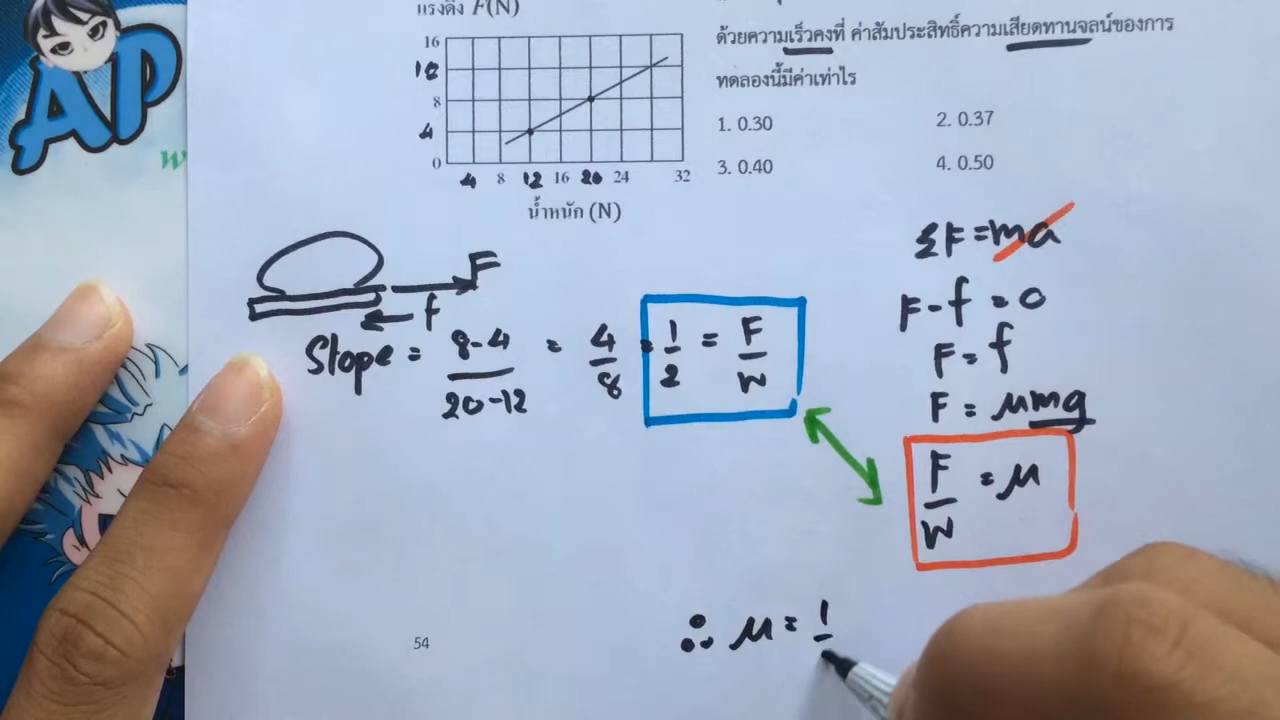 แรงดึง F(N)
16
12
8
4
0
4 8 12 16 20 24 32
น้ำหนัก (N)
ด้วยความเร็วคงที่ ค่าสัมประสิทธิ์ความเสียดทานจลน์ของการ
ทดลองนี้มีค่าเท่าไร
1. 0.30 2. 0.37
3. 0.40 4. 0.50
AP
w
F
f
Slope = 8-4/20-12 = 4/8 = 1/2 = F/W
ΣF = ma
F - f = 0
F = f
F = μmg
F/W = μ
∴ μ = 1
54